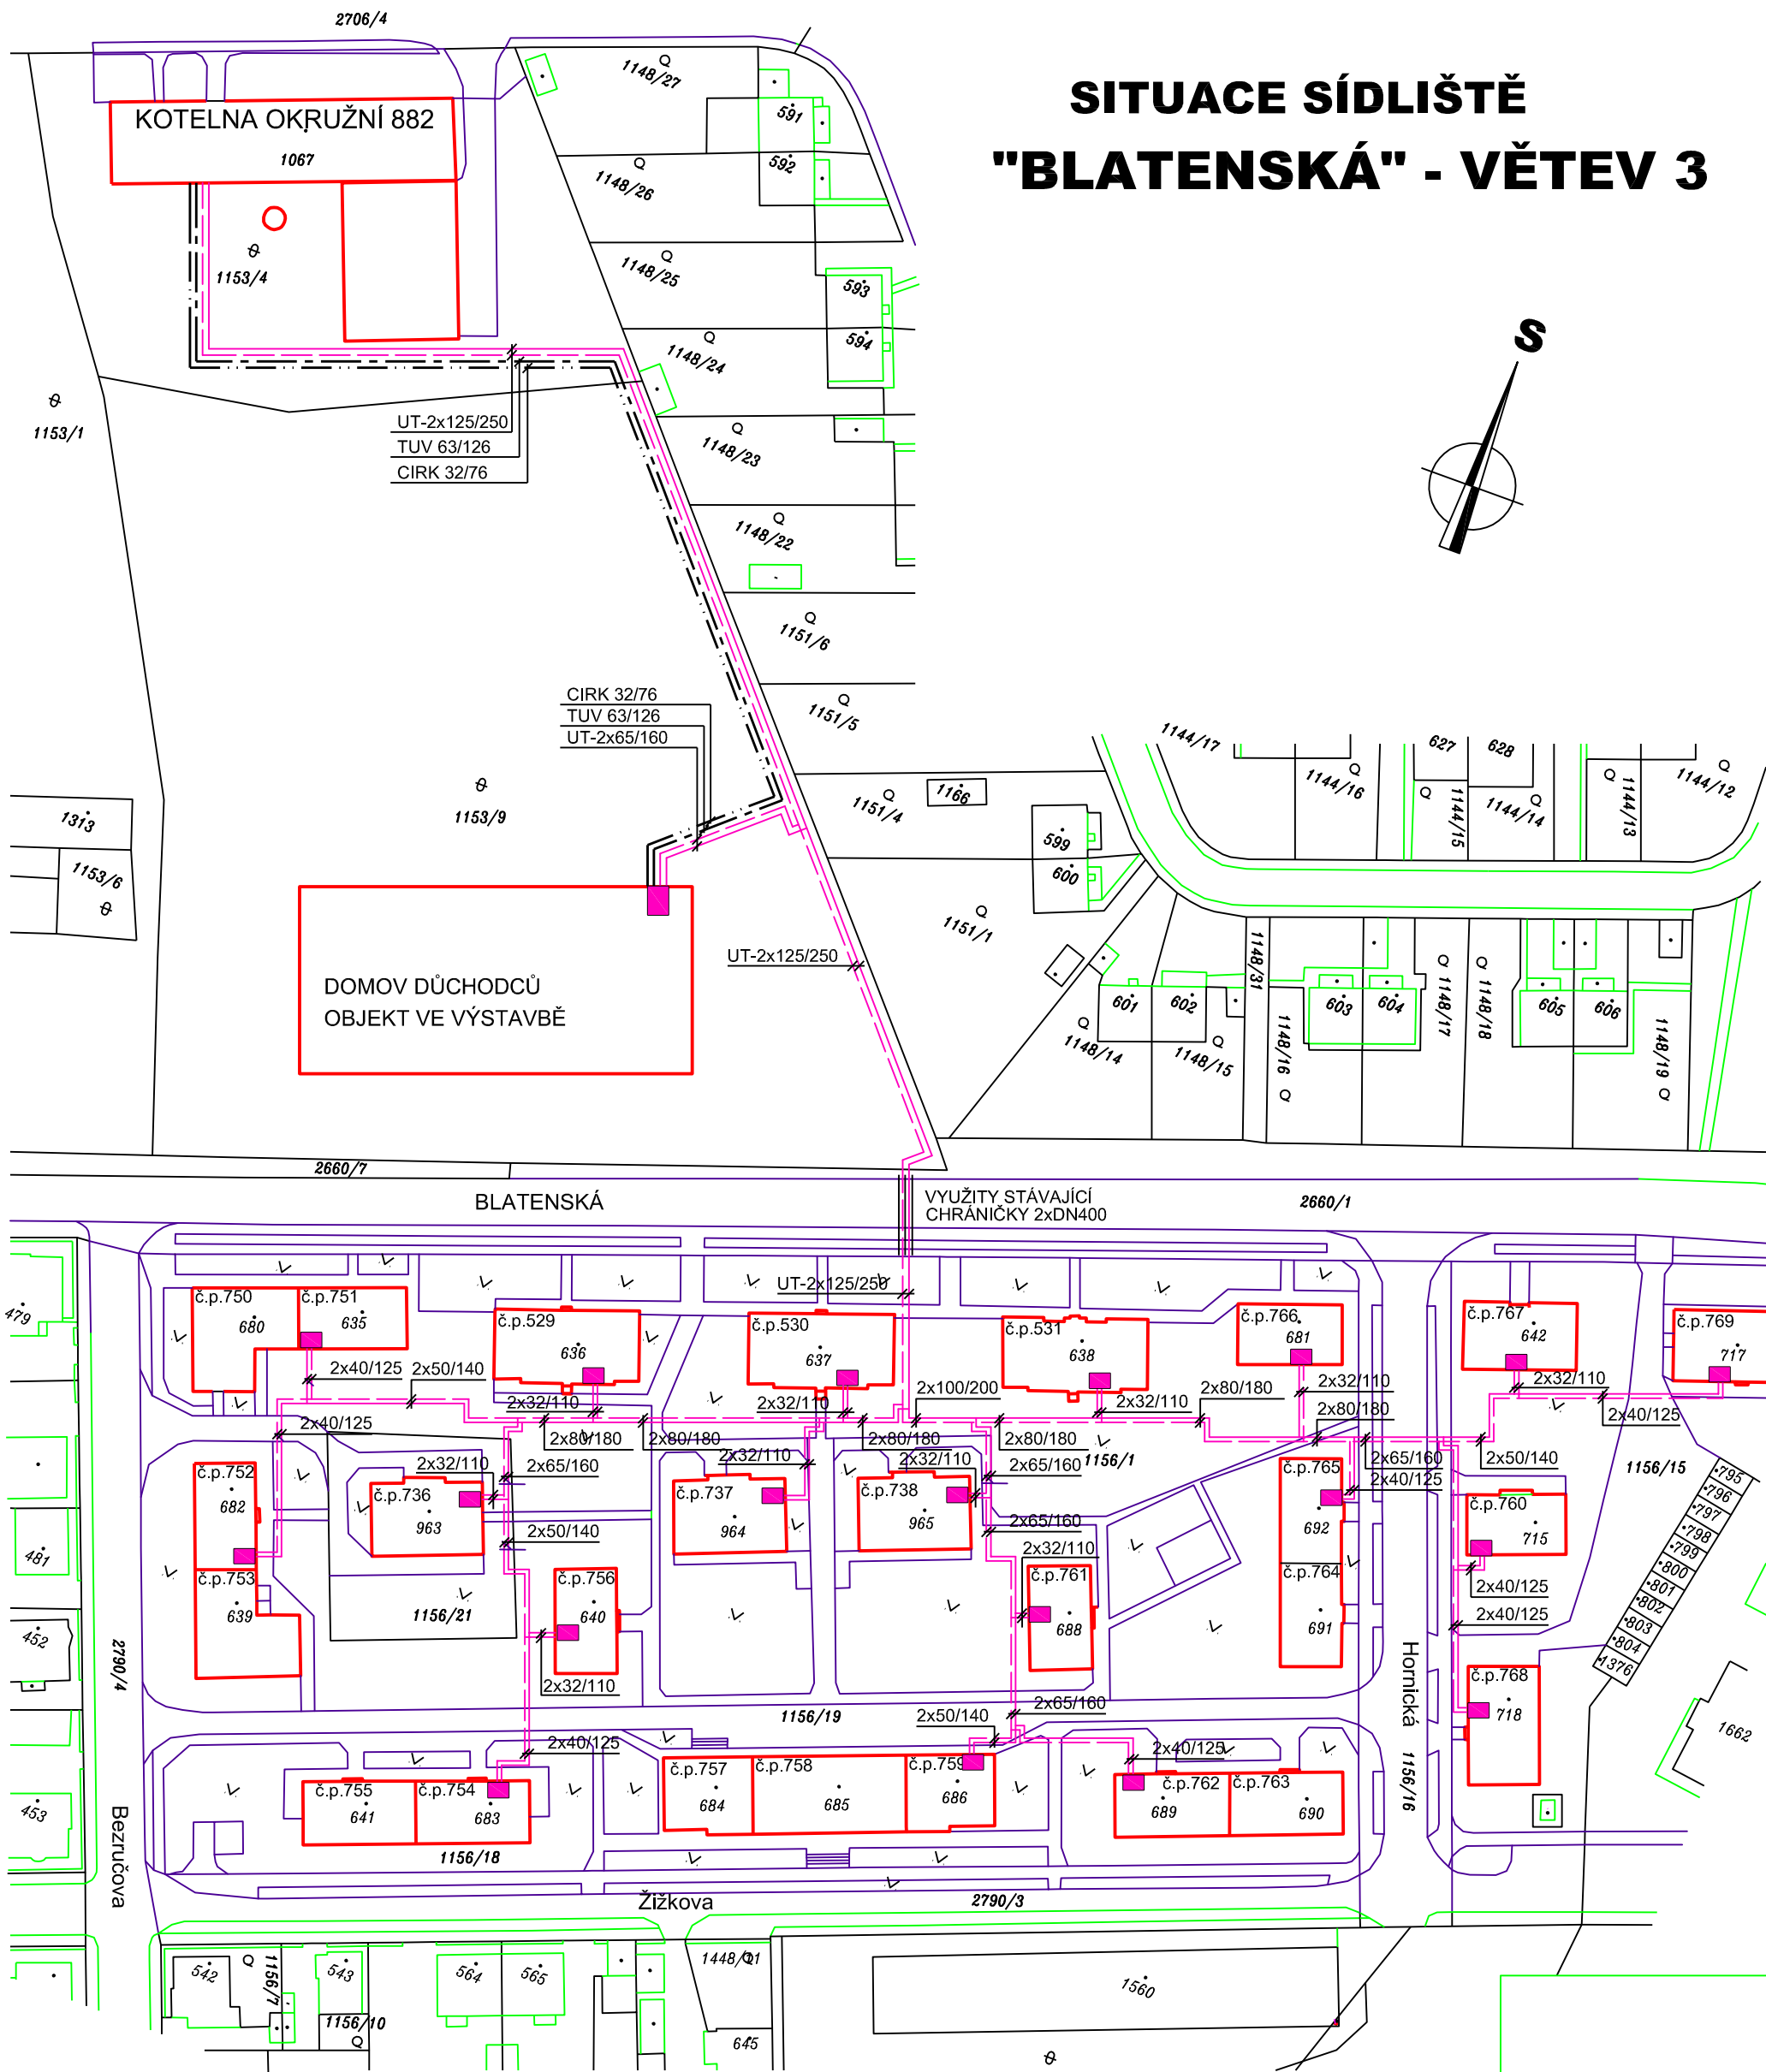 2706/4
SITUACE SÍDLIŠTĚ
"BLATENSKÁ" - VĚTEV 3
KOTELNA OKRUŽNÍ 882
1067
1153/4
1148/27
591
592
1148/26
1148/25
593
594
1148/24
S
1153/1
UT-2x125/250
TUV 63/126
CIRK 32/76
1148/23
1148/22
1151/6
1151/5
CIRK 32/76
TUV 63/126
UT-2x65/160
1153/9
1313
1153/6
1151/4
1166
599
600
1151/1
1144/17
1144/16
627
628
1144/15
1144/14
1144/13
1144/12
UT-2x125/250
DOMOV DŮCHODCŮ
OBJEKT VE VÝSTAVBĚ
601
602
1148/14
1148/15
1148/31
1148/16
603
604
1148/17
1148/18
605
606
1148/19
2660/7
BLATENSKÁ
VYUŽITY STÁVAJÍCÍ
CHRÁNIČKY 2xDN400
2660/1
UT-2x125/250
479
č.p.750
680
č.p.751
635
č.p.529
636
č.p.530
637
č.p.531
638
č.p.766
681
č.p.767
642
č.p.769
717
2x40/125
2x50/140
2x32/110
2x32/110
2x100/200
2x32/110
2x80/180
2x32/110
2x32/110
2x40/125
2x40/125
2x80/180
2x80/180
2x80/180
2x80/180
2x80/180
2x65/160
2x50/140
2x40/125
1156/1
1156/15
2x32/110
2x65/160
2x32/110
2x32/110
2x65/160
č.p.752
682
č.p.736
963
č.p.737
964
č.p.738
965
č.p.765
692
č.p.760
715
2x50/140
2x65/160
2x32/110
481
č.p.753
639
č.p.756
640
1156/21
č.p.761
688
č.p.764
691
2x40/125
2x40/125
795
796
797
798
799
800
801
802
803
804
1376
452
2790/4
2x32/110
2x65/160
2x50/140
1156/19
Hornická
č.p.768
718
1662
2x40/125
2x40/125
č.p.755
641
č.p.754
683
č.p.757
684
č.p.758
685
č.p.759
686
č.p.762
689
č.p.763
690
1156/16
453
Bezručova
1156/18
Žižkova
2790/3
542
1156/7
543
1156/10
564
565
1448/11
645
1560